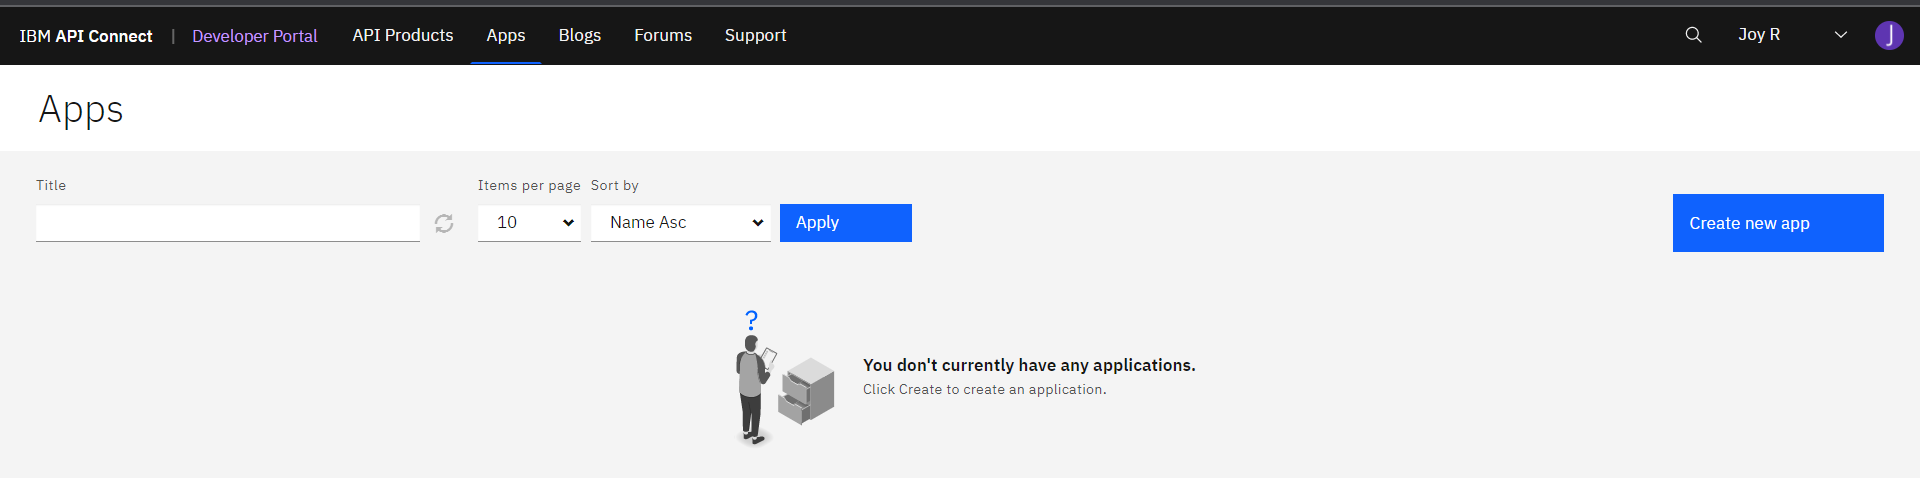 IBM API Connect | Developer Portal API Products Apps Blogs Forums Support Joy R J
Apps
Title Items per page Sort by
10 Name Asc Apply Create new app
?
You don't currently have any applications.
Click Create to create an application.